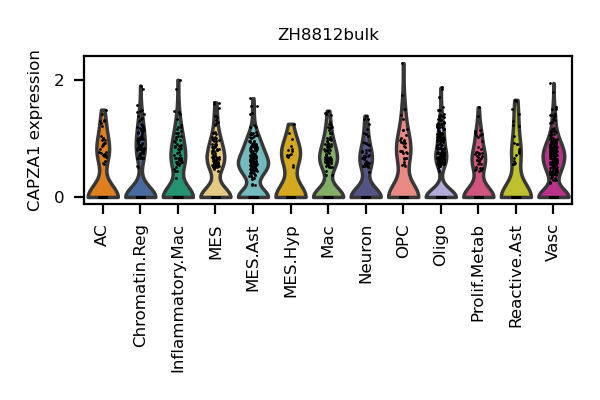 ZH8812bulk
CAPZA1 expression
2
0
AC
Chromatin.Reg
Inflammatory.Mac
MES
MES.Ast
MES.Hyp
Mac
Neuron
OPC
Oligo
Prolif.Metab
Reactive.Ast
Vasc